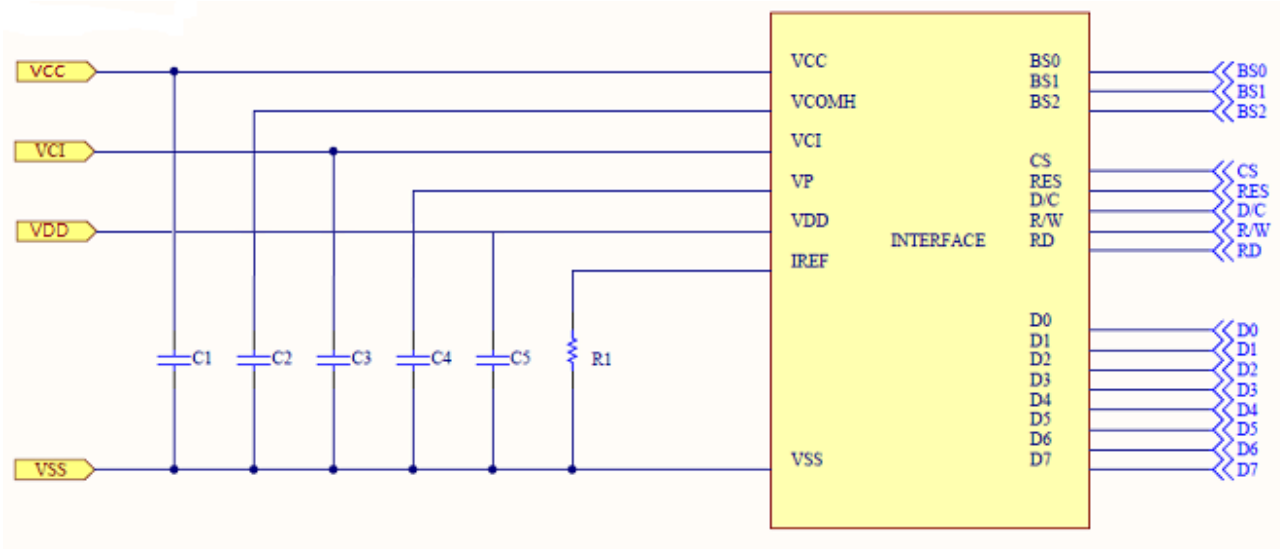 VCC
VCI
VDD
VSS
C1
C2
C3
C4
C5
R1
VCC
VCOMH
VCI
VP
VDD
IREF
VSS
INTERFACE
BS0
BS1
BS2
CS
RES
D/C
R/W
RD
D0
D1
D2
D3
D4
D5
D6
D7
BS0
BS1
BS2
CS
RES
D/C
R/W
RD
D0
D1
D2
D3
D4
D5
D6
D7